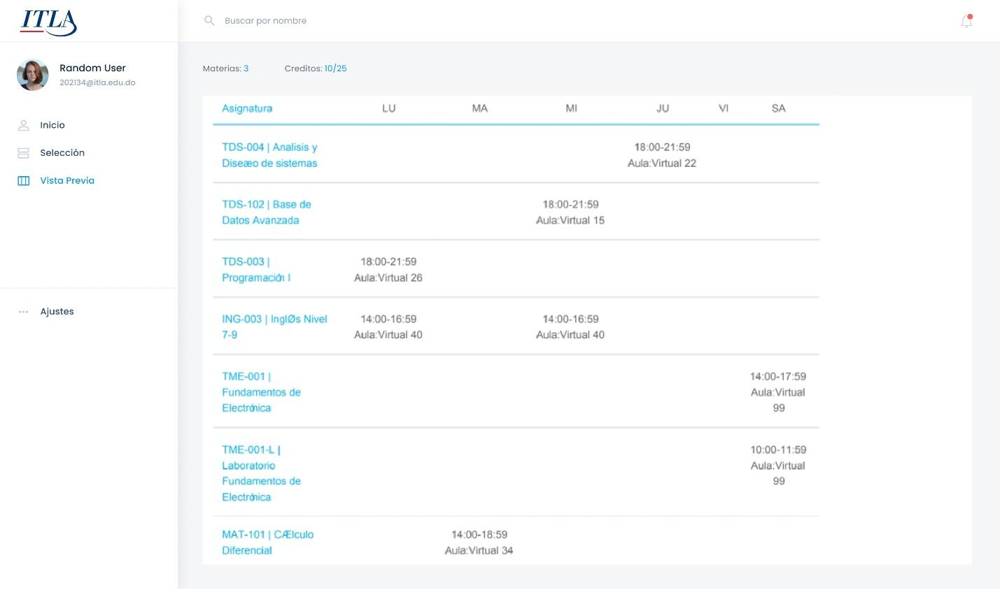 ITLA
Buscar por nombre
Random User
202134@itla.edu.do
Inicio
Selección
Vista Previa
Ajustes
Materias: 3 Creditos: 10/25
Asignatura LU MA MI JU VI SA
TDS-004 | Analisis y
Diseæo de sistemas
18:00-21:59
Aula:Virtual 22
TDS-102 | Base de
Datos Avanzada
18:00-21:59
Aula:Virtual 15
TDS-003 |
Programación I
18:00-21:59
Aula:Virtual 26
ING-003 | InglØs Nivel
7-9
14:00-16:59
Aula:Virtual 40
14:00-16:59
Aula:Virtual 40
TME-001 |
Fundamentos de
Electrónica
14:00-17:59
Aula:Virtual
99
TME-001-L |
Laboratorio
Fundamentos de
Electrónica
10:00-11:59
Aula:Virtual
99
MAT-101 | CÆlculo
Diferencial
14:00-18:59
Aula:Virtual 34